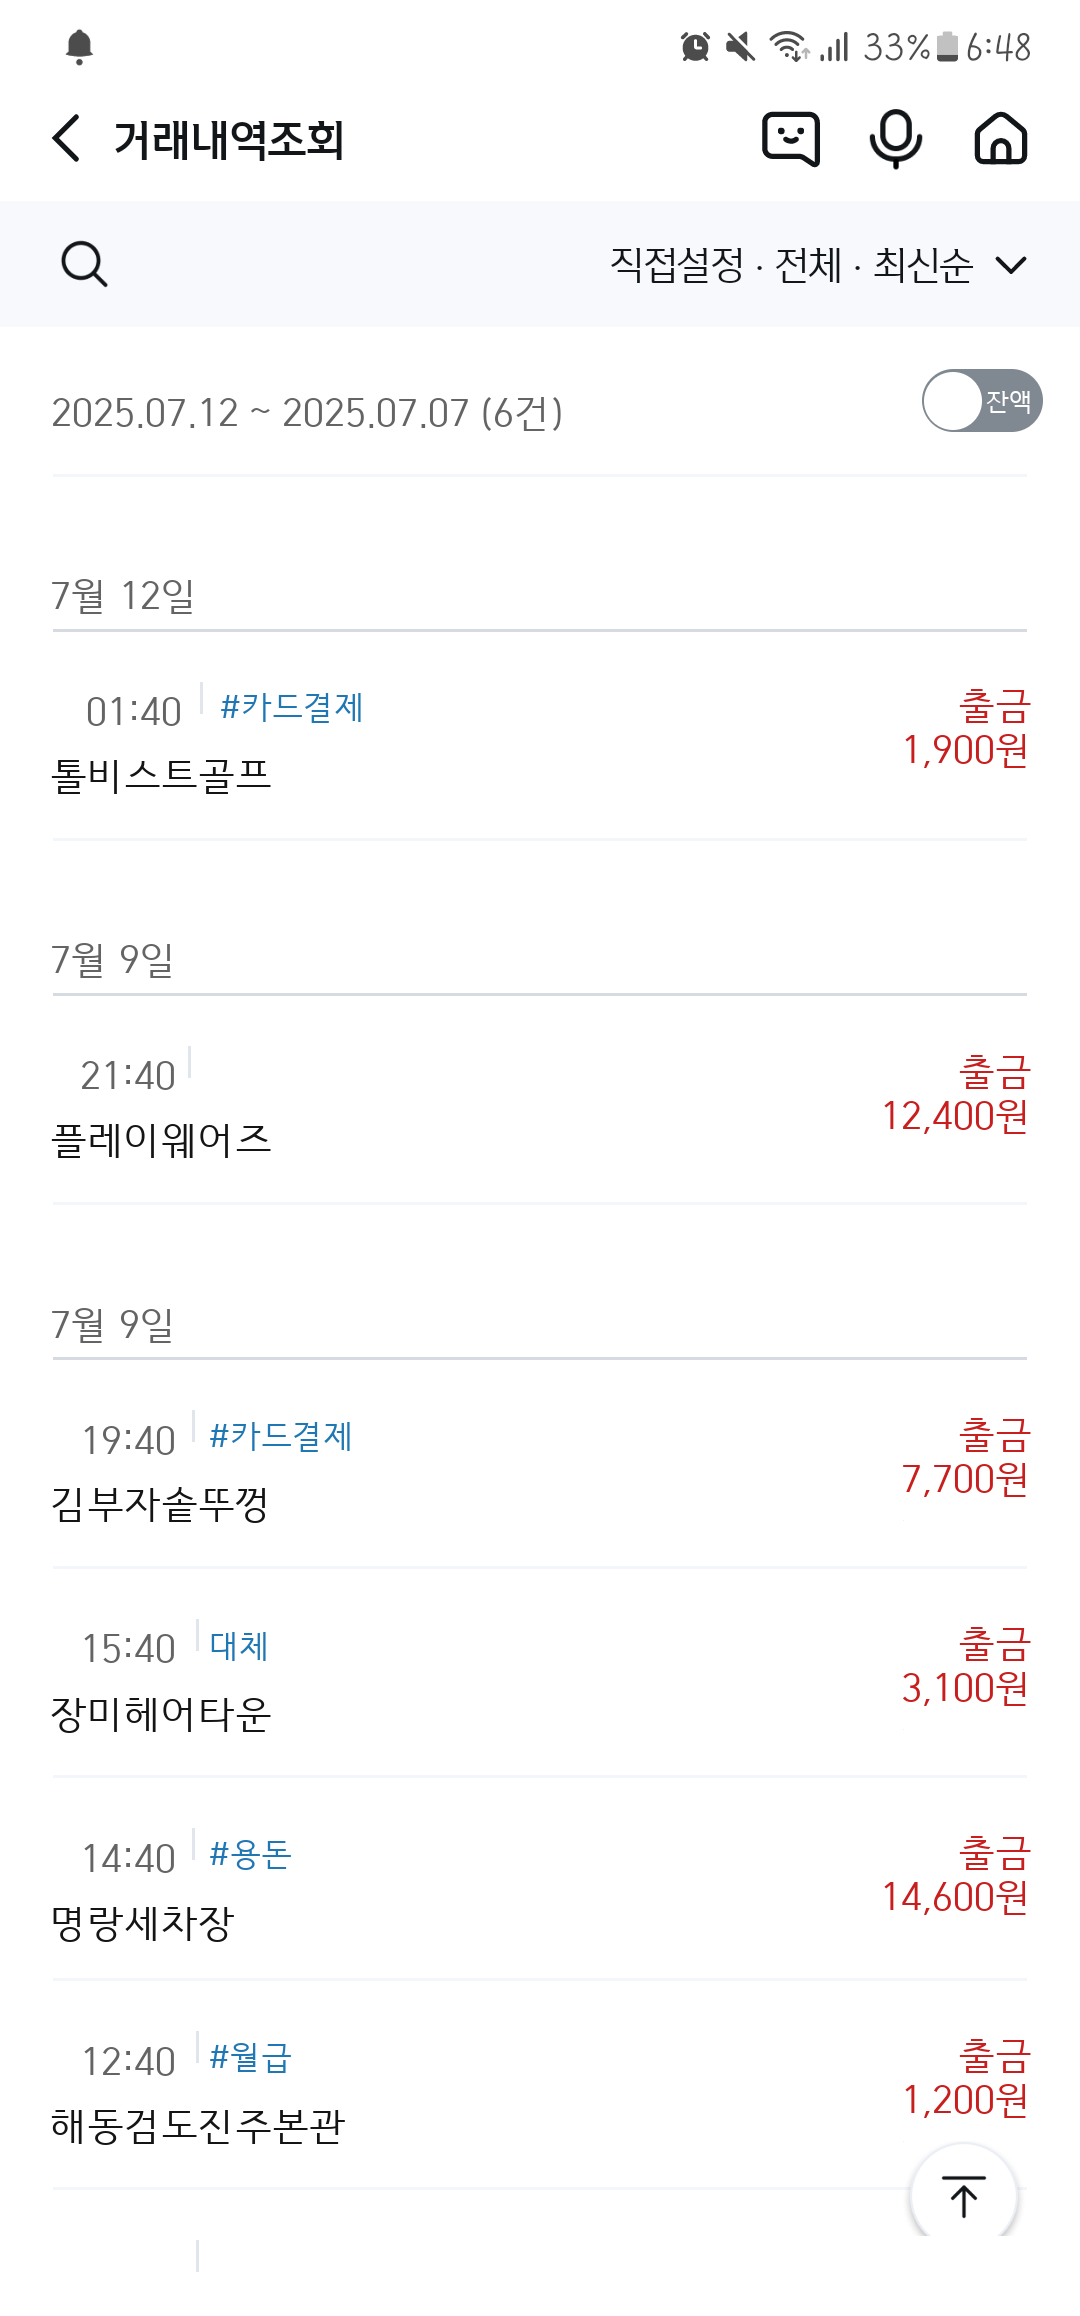 33% 6:48
거래내역조회
직접설정 · 전체 · 최신순
2025.07.12 ~ 2025.07.07 (6건)
잔액
7월 12일
01:40 #카드결제
출금
1,900원
톨비스트골프
7월 9일
21:40
출금
12,400원
플레이웨어즈
7월 9일
19:40 #카드결제
출금
7,700원
김부자솥뚜껑
15:40 대체
출금
3,100원
장미헤어타운
14:40 #용돈
출금
14,600원
명랑세차장
12:40 #월급
출금
1,200원
해동검도진주본관